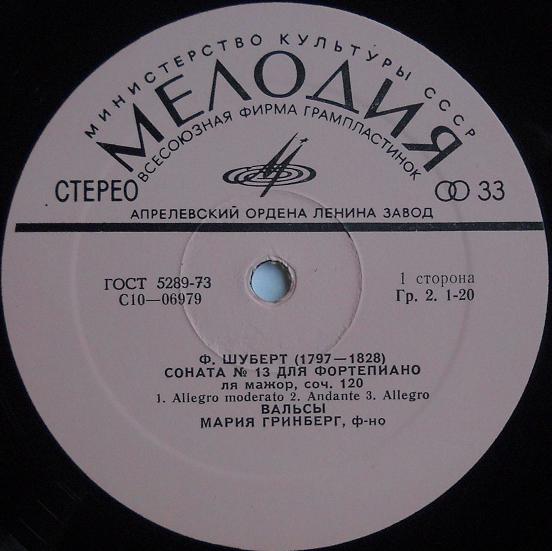 МИНИСТЕРСТВО КУЛЬТУРЫ СССР
МЕЛОДИЯ
ВСЕСОЮЗНАЯ ФИРМА ГРАМПЛАСТИНОК
СТЕРЕО
33
АПРЕЛЕВСКИЙ ОРДЕНА ЛЕНИНА ЗАВОД
ГОСТ 5289-73
С10—06979
1 сторона
Гр. 2. 1-20
Ф. ШУБЕРТ (1797—1828)
СОНАТА № 13 ДЛЯ ФОРТЕПИАНО
ля мажор, соч. 120
1. Allegro moderato 2. Andante 3. Allegro
ВАЛЬСЫ
МАРИЯ ГРИНБЕРГ, ф-но